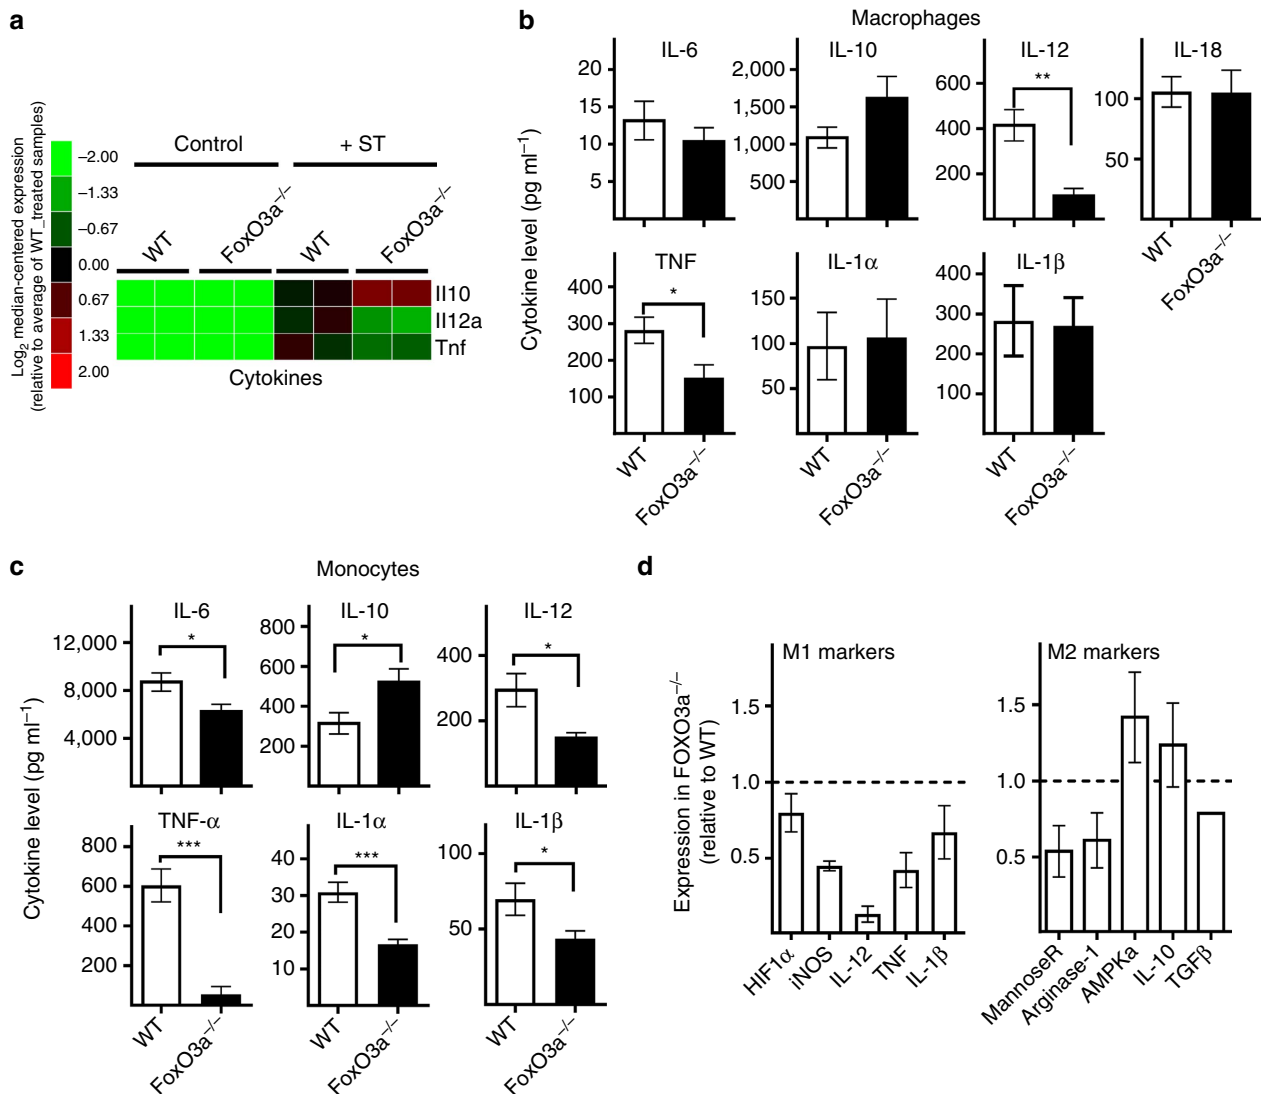 a
Control
+ ST
WT
FoxO3a−/−
WT
FoxO3a−/−
Log2 median-centered expression
(relative to average of WT_treated samples)
−2.00
−1.33
−0.67
0.00
0.67
1.33
2.00
Il10
Il12a
Tnf
Cytokines
b
Macrophages
Cytokine level (pg ml−1)
IL-6
20
15
10
5
IL-10
2,000
1,500
1,000
500
IL-12
600
400
200
**
IL-18
100
50
WT
FoxO3a−/−
TNF
400
300
200
100
*
WT
FoxO3a−/−
IL-1α
150
100
50
WT
FoxO3a−/−
IL-1β
400
300
200
100
WT
FoxO3a−/−
c
Monocytes
Cytokine level (pg ml−1)
IL-6
12,000
8,000
4,000
*
IL-10
800
600
400
200
*
IL-12
400
200
*
TNF-α
800
600
400
200
***
WT
FoxO3a−/−
IL-1α
40
30
20
10
***
WT
FoxO3a−/−
IL-1β
100
50
*
WT
FoxO3a−/−
d
Expression in FOXO3a−/−
(relative to WT)
M1 markers
1.5
1.0
0.5
HIF1α
iNOS
IL-12
TNF
IL-1β
M2 markers
1.5
1.0
0.5
MannoseR
Arginase-1
AMPKa
IL-10
TGFβ